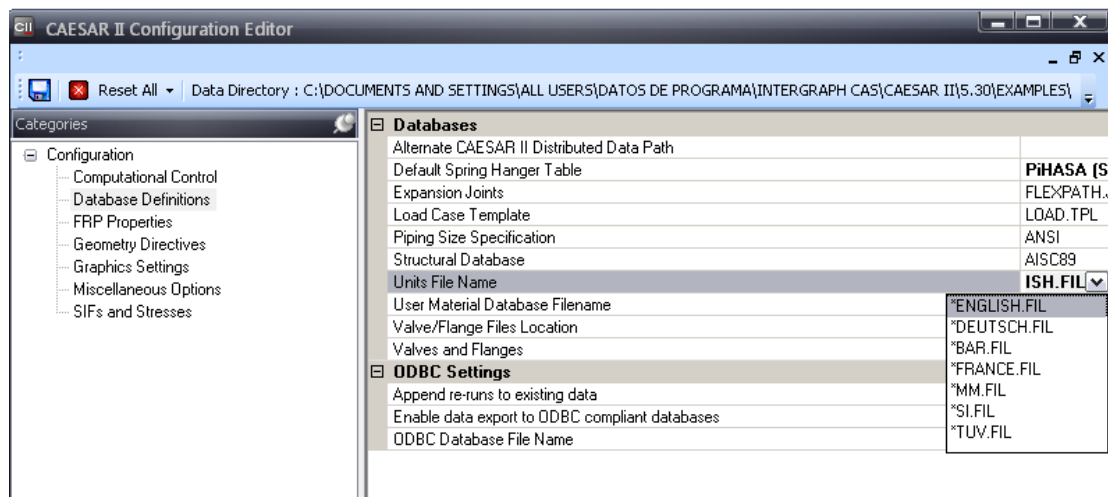 CII CAESAR II Configuration Editor
Reset All Data Directory : C:\DOCUMENTS AND SETTINGS\ALL USERS\DATOS DE PROGRAMA\INTERGRAPH CAS\CAESAR II\5.30\EXAMPLES\
Categories
Configuration
Computational Control
Database Definitions
FRP Properties
Geometry Directives
Graphics Settings
Miscellaneous Options
SIFs and Stresses
Databases
Alternate CAESAR II Distributed Data Path
Default Spring Hanger Table PiHASA (S
Expansion Joints FLEXPATH.
Load Case Template LOAD.TPL
Piping Size Specification ANSI
Structural Database AISC89
Units File Name ISH.FIL
User Material Database Filename
Valve/Flange Files Location
Valves and Flanges
ODBC Settings
Append re-runs to existing data
Enable data export to ODBC compliant databases
ODBC Database File Name
*ENGLISH.FIL
*DEUTSCH.FIL
*BAR.FIL
*FRANCE.FIL
*MM.FIL
*SI.FIL
*TUV.FIL